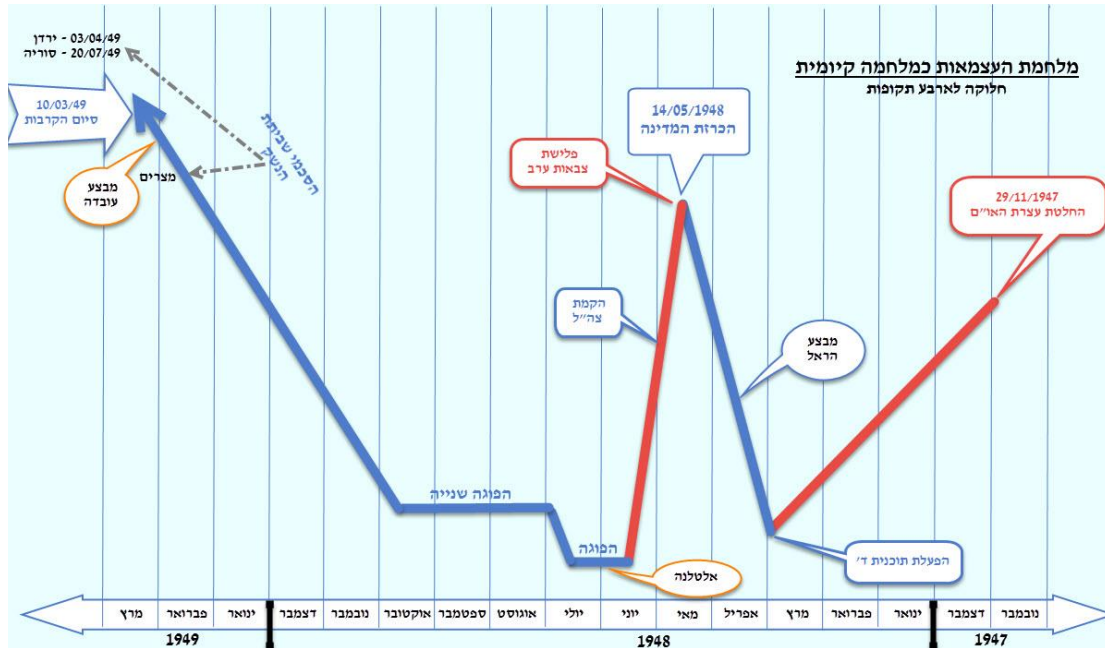 מלחמת העצמאות כמלחמה קיומית
חלוקה לארבע תקופות
29/11/1947
החלטת עצרת האו״ם
14/05/1948
הכרזת המדינה
פלישת
צבאות ערב
הקמת
צה״ל
מבצע
הראל
הפעלת תוכנית ד׳
הפוגה
אלטלנה
הפוגה שנייה
הסכמי שביתת
הנשק
מצרים
03/04/49 - ירדן
20/07/49 - סוריה
מבצע
עובדה
10/03/49
סיום הקרבות
נובמבר
דצמבר
ינואר
פברואר
מרץ
אפריל
מאי
יוני
יולי
אוגוסט
ספטמבר
אוקטובר
נובמבר
דצמבר
ינואר
פברואר
מרץ
1947
1948
1949